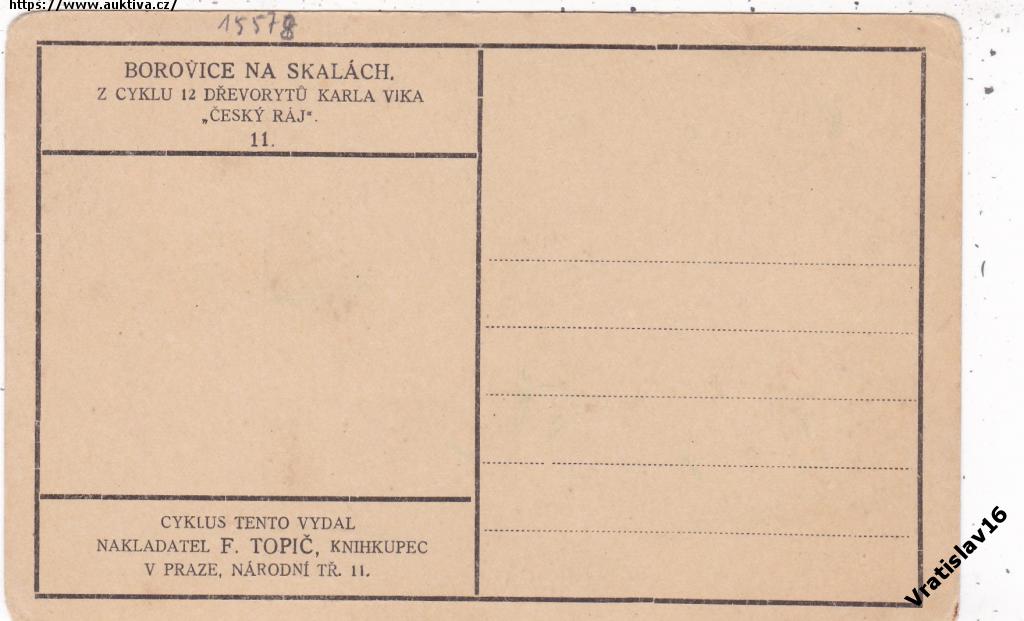 https://www.auktiva.cz/
15578
BOROVICE NA SKALÁCH.
Z CYKLU 12 DŘEVORYTŮ KARLA VIKA
„ČESKÝ RÁJ“.
11.
CYKLUS TENTO VYDAL
NAKLADATEL F. TOPIČ, KNIHKUPEC
V PRAZE, NÁRODNÍ TŘ. 11.
Vratislav16